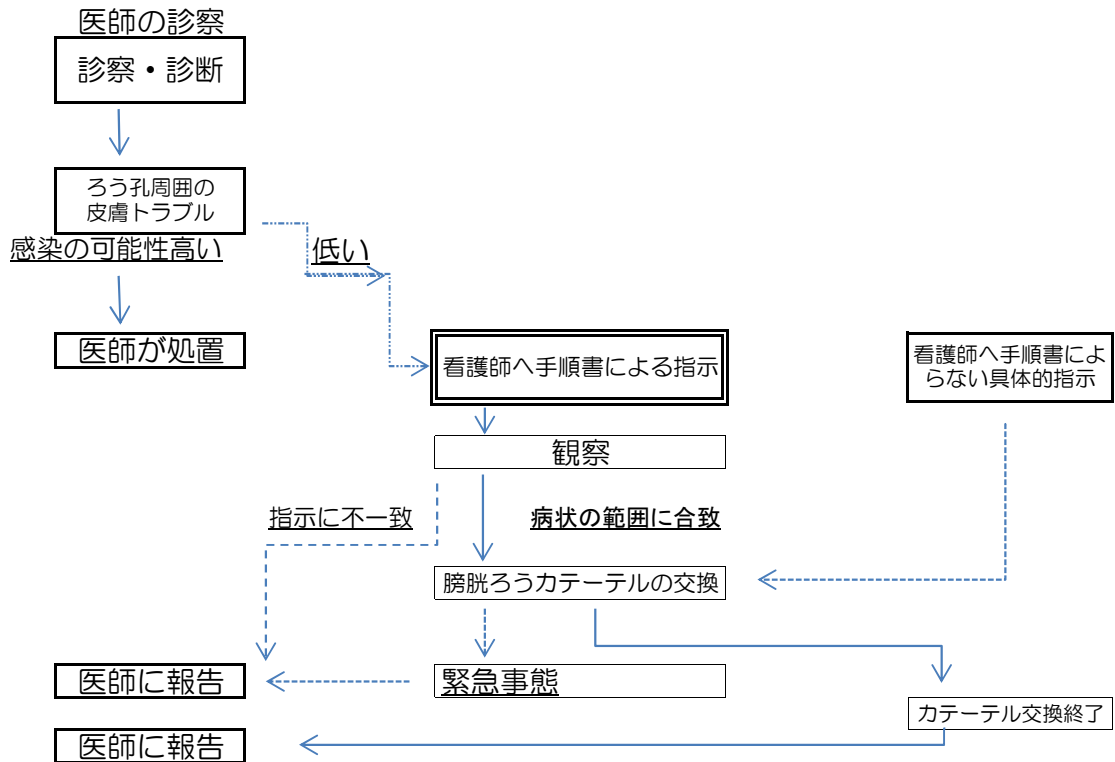 医師の診察
診察・診断
ろう孔周囲の
皮膚トラブル
感染の可能性高い
低い
医師が処置
看護師へ手順書による指示
看護師へ手順書によ
らない具体的指示
観察
指示に不一致
病状の範囲に合致
膀胱ろうカテーテルの交換
医師に報告
緊急事態
カテーテル交換終了
医師に報告